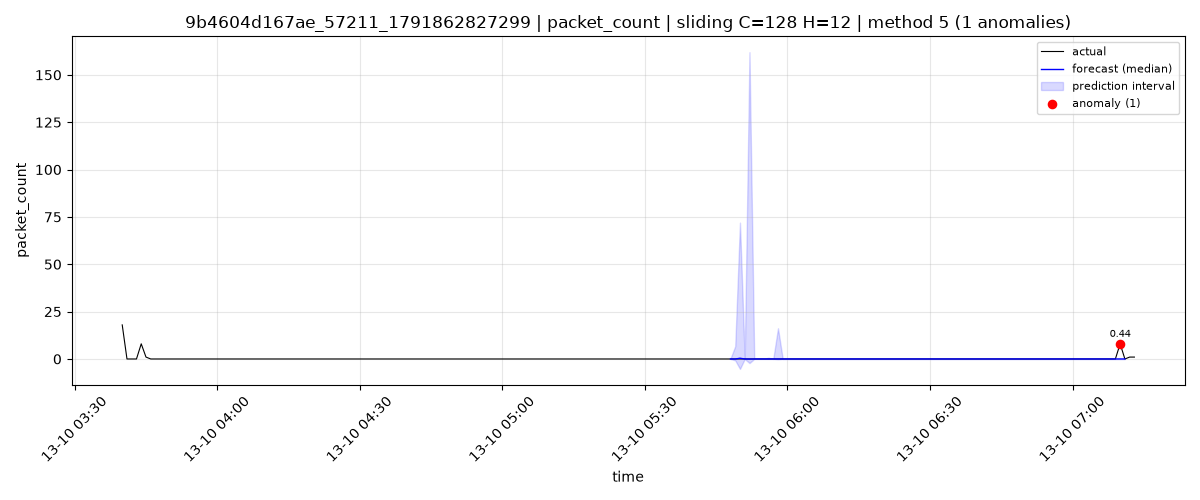 9b4604d167ae_57211_1791862827299 | packet_count | sliding C=128 H=12 | method 5 (1 anomalies)
packet_count
150
125
100
75
50
25
0
actual
forecast (median)
prediction interval
anomaly (1)
0.44
13-10 03:30
13-10 04:00
13-10 04:30
13-10 05:00
13-10 05:30
13-10 06:00
13-10 06:30
13-10 07:00
time